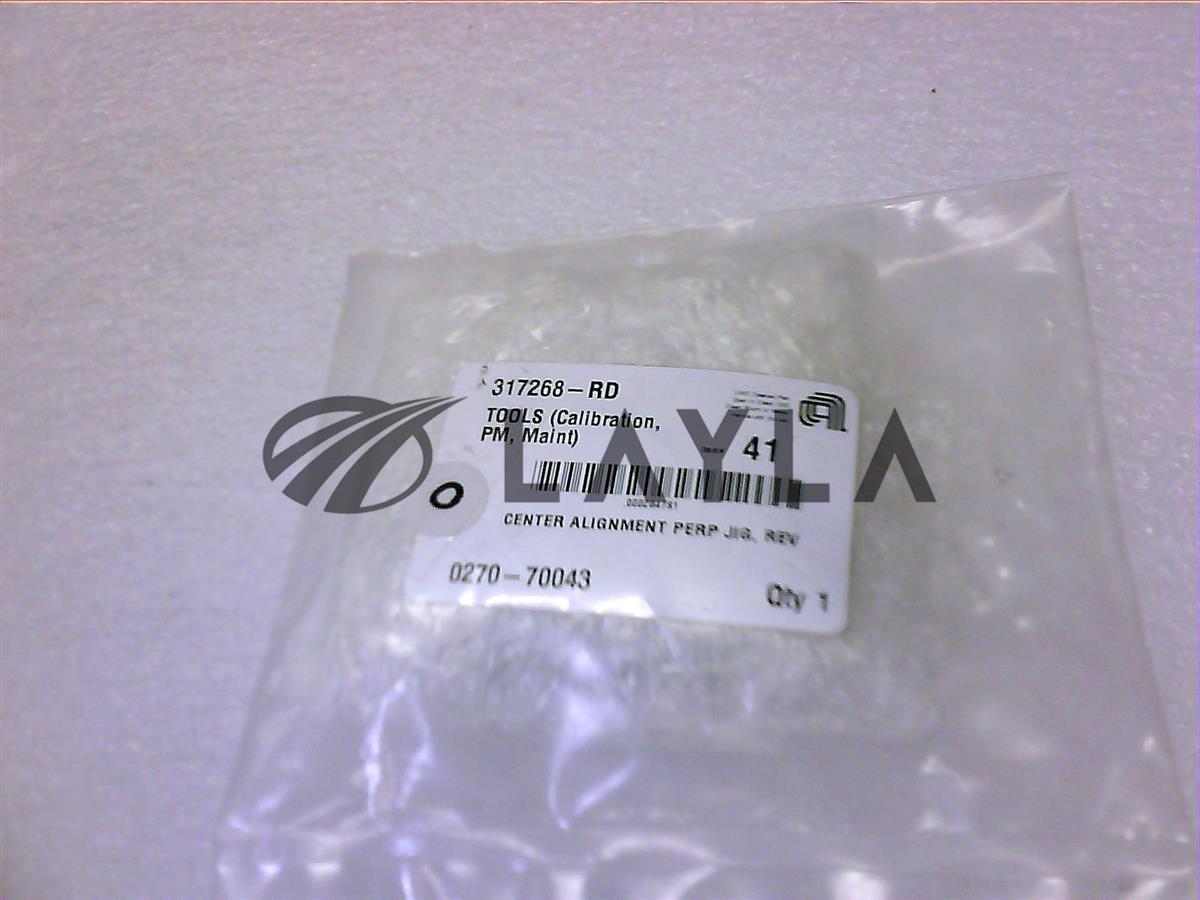 317268-RD
TOOLS (Calibration,
PM, Maint)
41
LAYLA
O
CENTER ALIGNMENT PERP JIG, REV
0270-70043
Qty 1